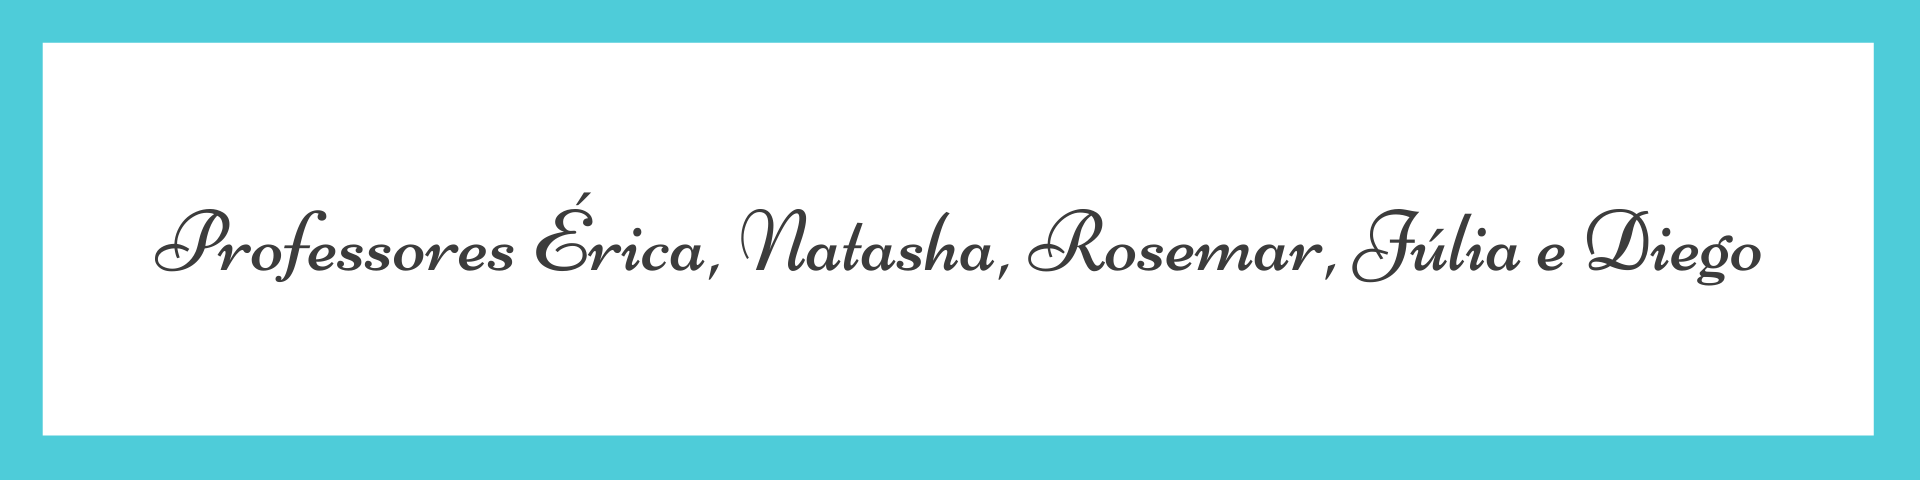 Professores Érica, Natasha, Rosemar, Júlia e Diego